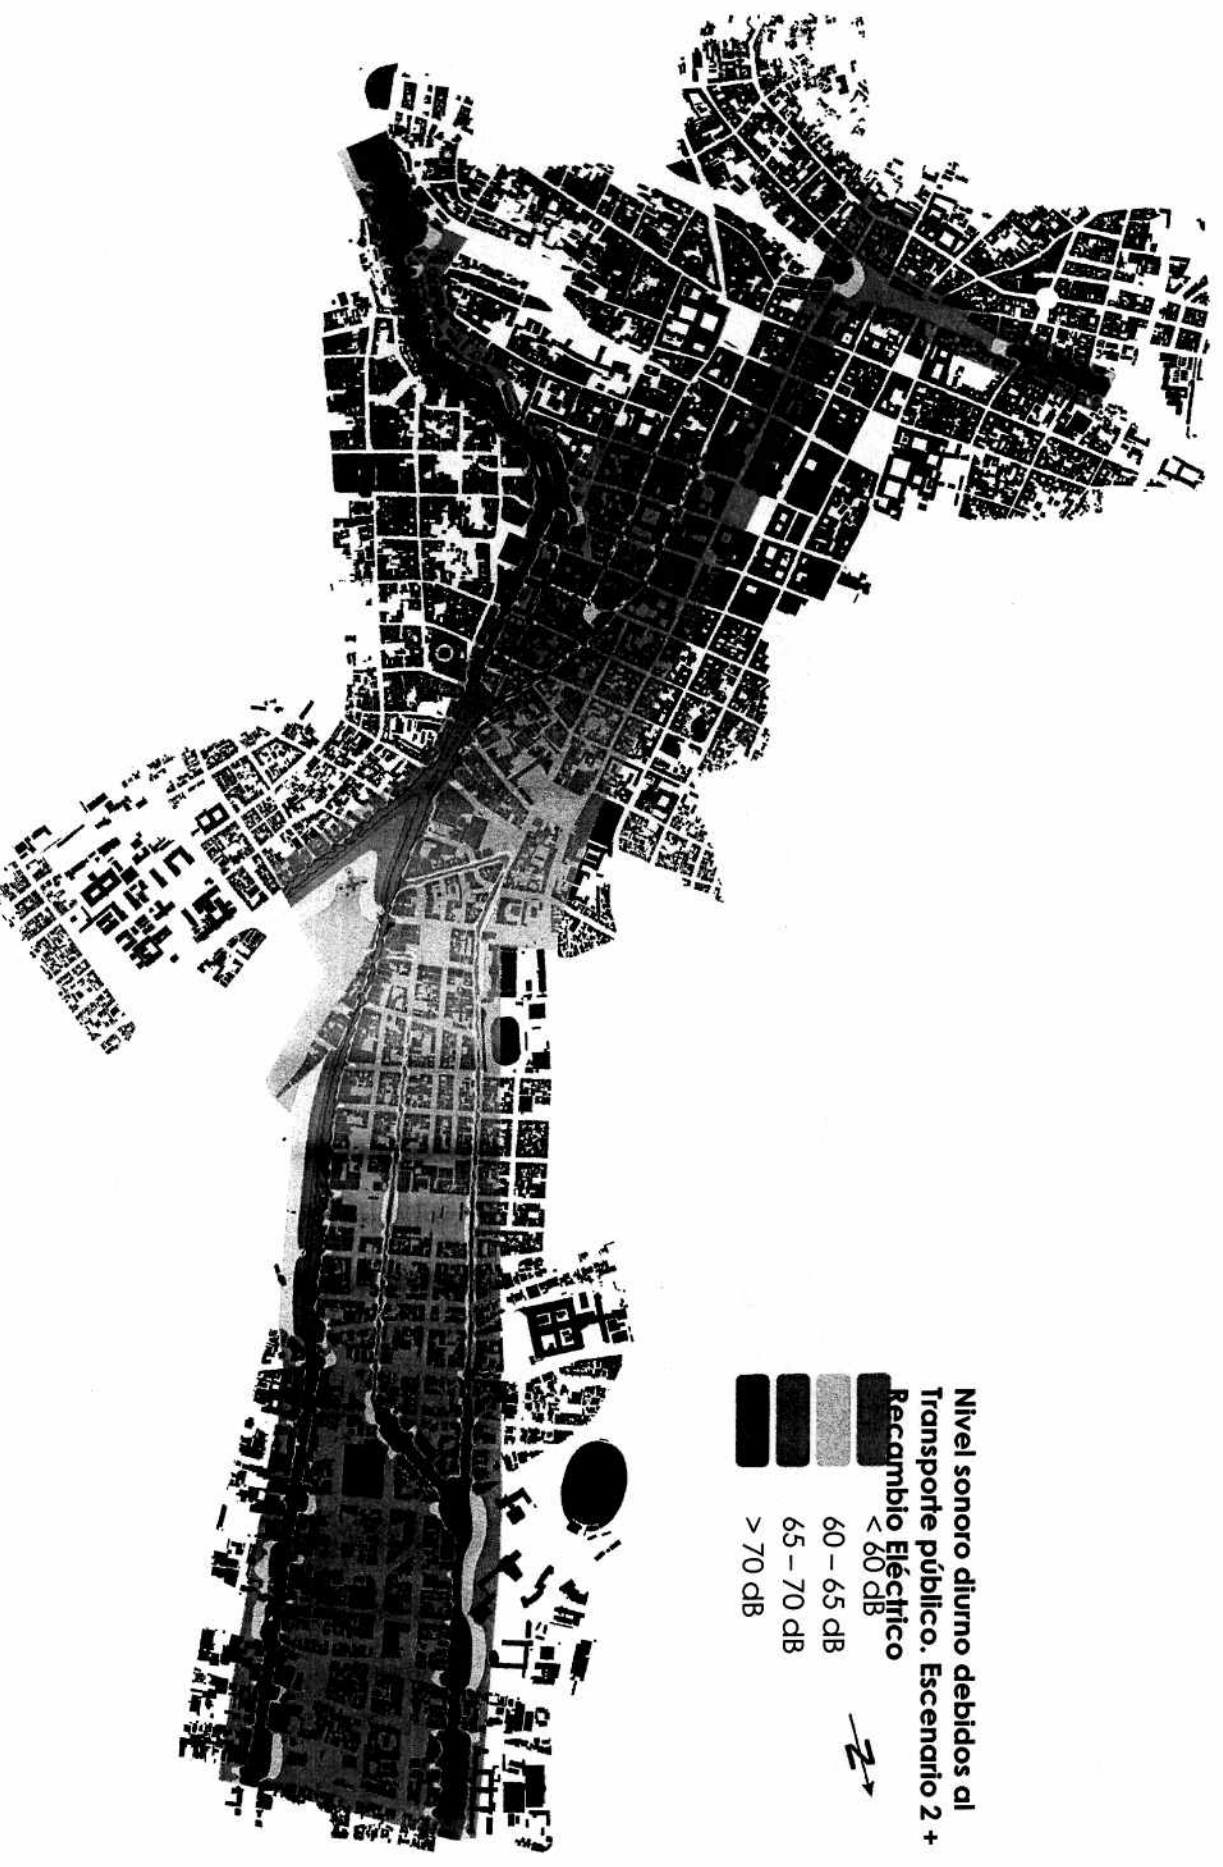 Nivel sonoro diurno debidos al
Transporte público. Escenario 2 +
Recambio Eléctrico
< 60 dB
60 – 65 dB
65 – 70 dB
> 70 dB
N